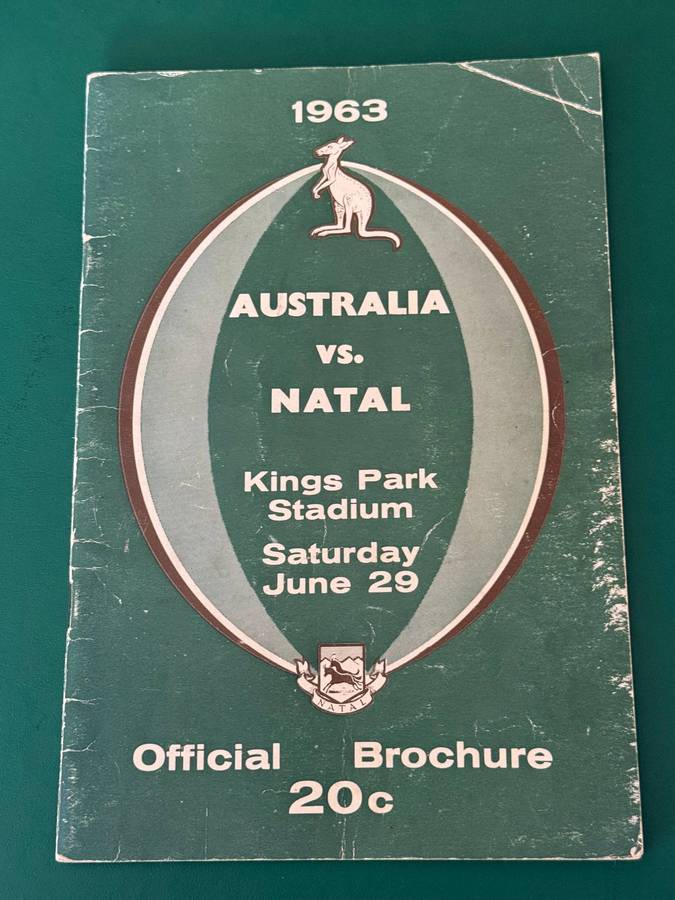 1963
AUSTRALIA
vs.
NATAL
Kings Park
Stadium
Saturday
June 29
NATAL
Official Brochure
20c